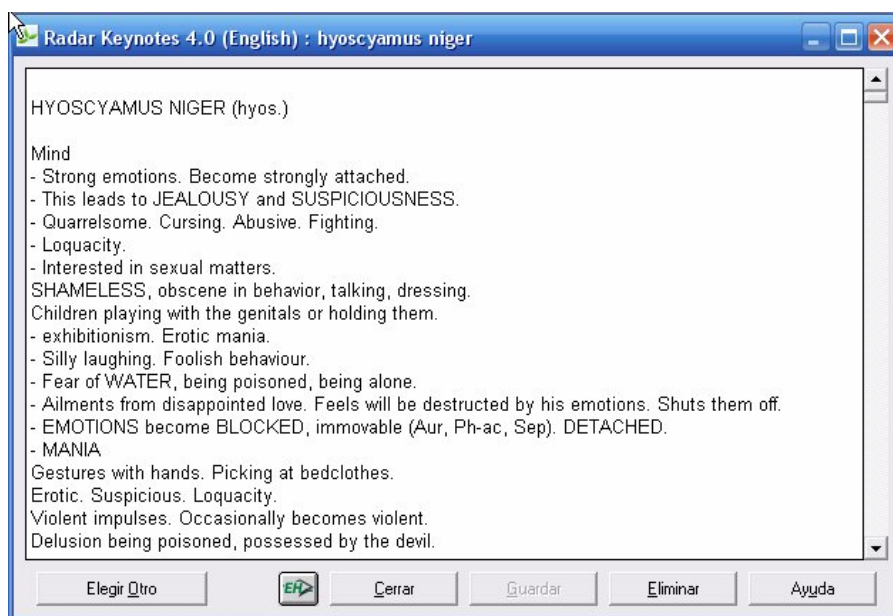 Radar Keynotes 4.0 (English) : hyoscyamus niger
HYOSCYAMUS NIGER (hyos.)
Mind
- Strong emotions. Become strongly attached.
- This leads to JEALOUSY and SUSPICIOUSNESS.
- Quarrelsome. Cursing. Abusive. Fighting.
- Loquacity.
- Interested in sexual matters.
SHAMELESS, obscene in behavior, talking, dressing.
Children playing with the genitals or holding them.
- exhibitionism. Erotic mania.
- Silly laughing. Foolish behaviour.
- Fear of WATER, being poisoned, being alone.
- Ailments from disappointed love. Feels will be destructed by his emotions. Shuts them off.
- EMOTIONS become BLOCKED, immovable (Aur, Ph-ac, Sep). DETACHED.
- MANIA
Gestures with hands. Picking at bedclothes.
Erotic. Suspicious. Loquacity.
Violent impulses. Occasionally becomes violent.
Delusion being poisoned, possessed by the devil.
Elegir Otro EH Cerrar Guardar Eliminar Ayuda